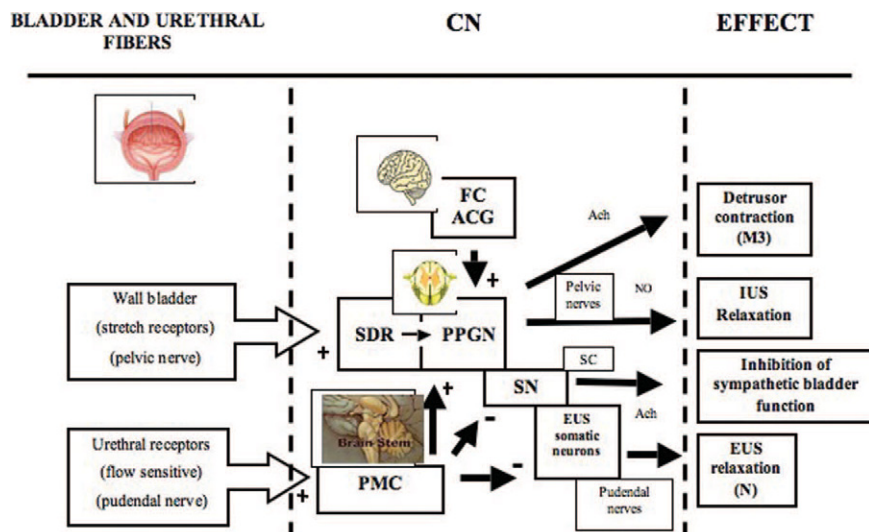 BLADDER AND URETHRAL
FIBERS
CN
EFFECT
FC
ACG
Ach
Detrusor
contraction
(M3)
+
Wall bladder
(stretch receptors)
(pelvic nerve)
+
SDR
PPGN
Pelvic
nerves
NO
IUS
Relaxation
SN
SC
Inhibition of
sympathetic bladder
function
+
-
Brain Stem
EUS
somatic
neurons
Ach
Urethral receptors
(flow sensitive)
(pudendal nerve)
+
PMC
-
Pudendal
nerves
EUS
relaxation
(N)